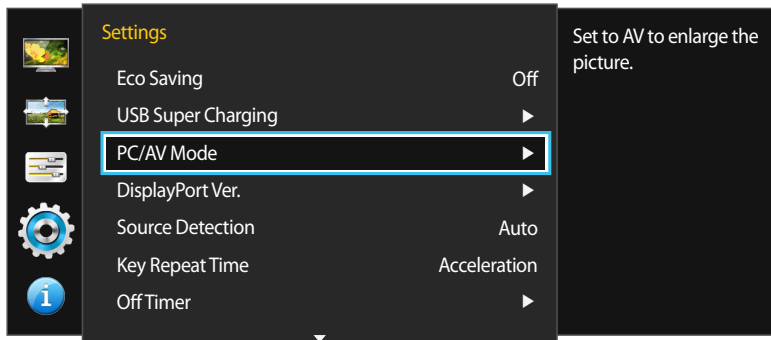 Settings
Eco Saving Off
USB Super Charging
PC/AV Mode
DisplayPort Ver.
Source Detection Auto
Key Repeat Time Acceleration
Off Timer
Set to AV to enlarge the
picture.